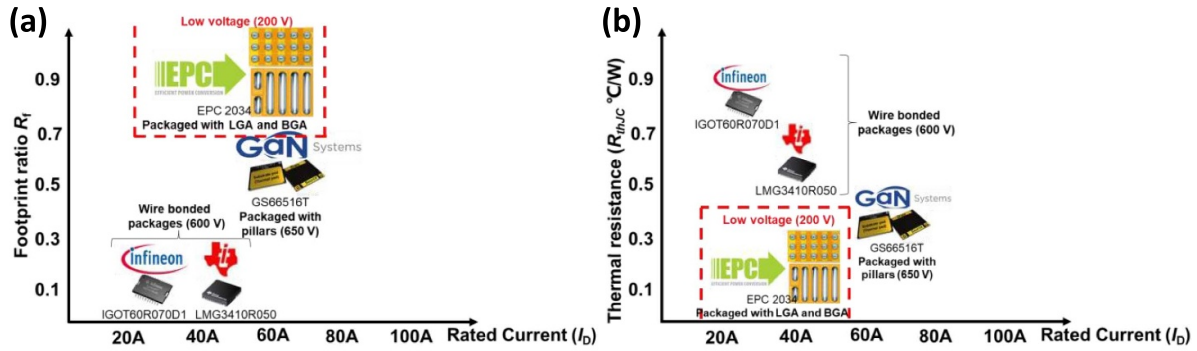 (a)
Footprint ratio Rf
0.9
0.7
0.5
0.3
0.1
Low voltage (200 V)
EPC
EFFICIENT POWER CONVERSION
EPC 2034
Packaged with LGA and BGA
GaN Systems
GS66516T
Packaged with
pillars (650 V)
Wire bonded
packages (600 V)
infineon
IGOT60R070D1
LMG3410R050
20A 40A 60A 80A 100A Rated Current (ID)
(b)
Thermal resistance (RthJC °C/W)
0.9
0.7
0.5
0.3
0.1
infineon
IGOT60R070D1
LMG3410R050
Wire bonded
packages (600 V)
GaN Systems
GS66516T
Packaged with
pillars (650 V)
Low voltage (200 V)
EPC
EFFICIENT POWER CONVERSION
EPC 2034
Packaged with LGA and BGA
20A 40A 60A 80A 100A Rated Current (ID)